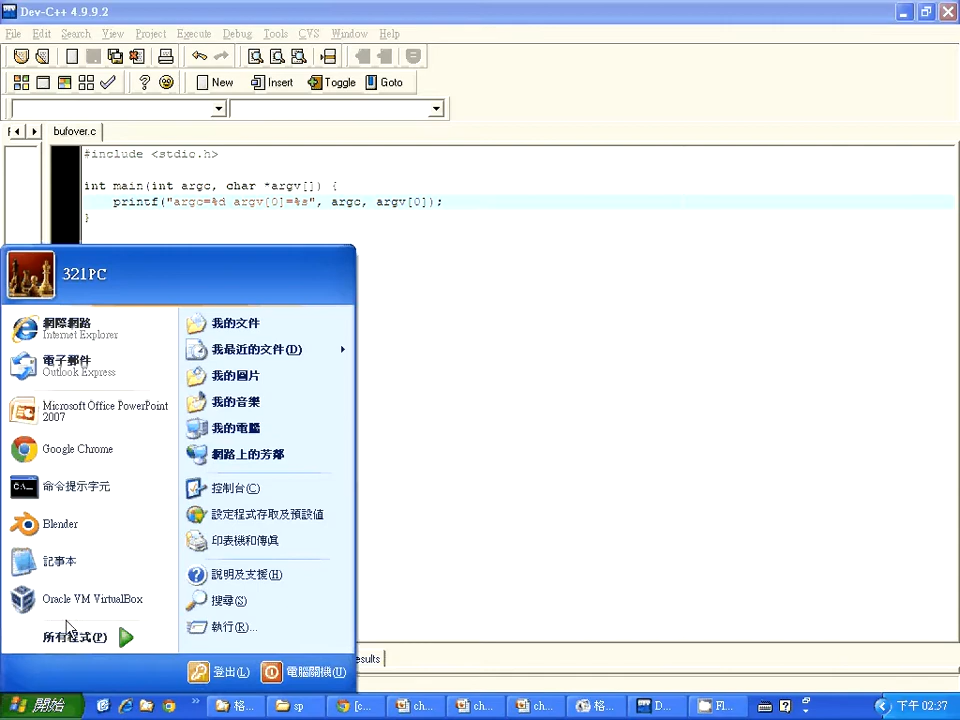 Dev-C++ 4.9.9.2
File Edit Search View Project Execute Debug Tools CVS Window Help
New Insert Toggle Goto
bufover.c
#include <stdio.h>
int main(int argc, char *argv[]) {
printf("argc=%d argv[0]=%s", argc, argv[0]);
}
321PC
網際網路
Internet Explorer
電子郵件
Outlook Express
Microsoft Office PowerPoint
2007
Google Chrome
命令提示字元
Blender
記事本
Oracle VM VirtualBox
所有程式(P)
我的文件
我最近的文件(D)
我的圖片
我的音樂
我的電腦
網路上的芳鄰
控制台(C)
設定程式存取及預設值
印表機和傳真
說明及支援(H)
搜尋(S)
執行(R)...
esults
登出(L) 電腦關機(U)
開始 格... sp [c... ch... ch... ch... 格... D... Fl... 下午 02:37